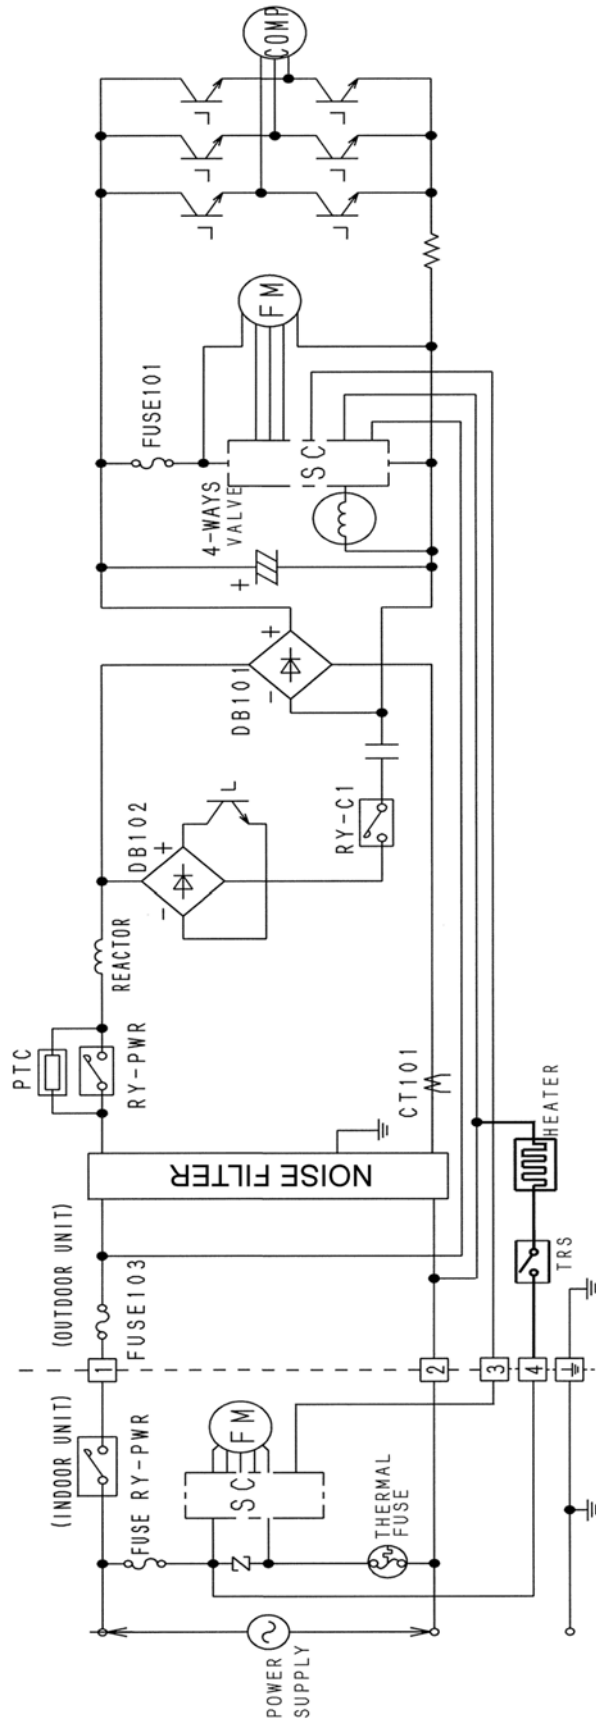 (INDOOR UNIT)
(OUTDOOR UNIT)
RY-PWR
FUSE
FUSE103
POWER
SUPPLY
SC
FM
Z
THERMAL
FUSE
1
2
3
4
NOISE FILTER
PTC
RY-PWR
REACTOR
CT101
TRS
HEATER
DB102
-
+
RY-C1
DB101
-
+
+
4-WAYS
VALVE
FUSE101
SC
FM
COMP